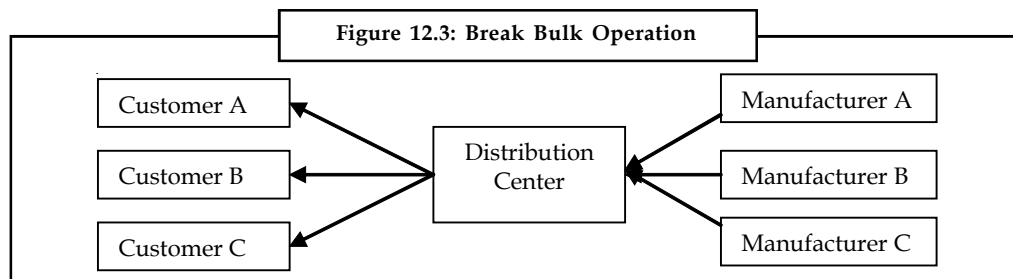 Figure 12.3: Break Bulk Operation
Customer A
Manufacturer A
Distribution
Center
Customer B
Manufacturer B
Customer C
Manufacturer C